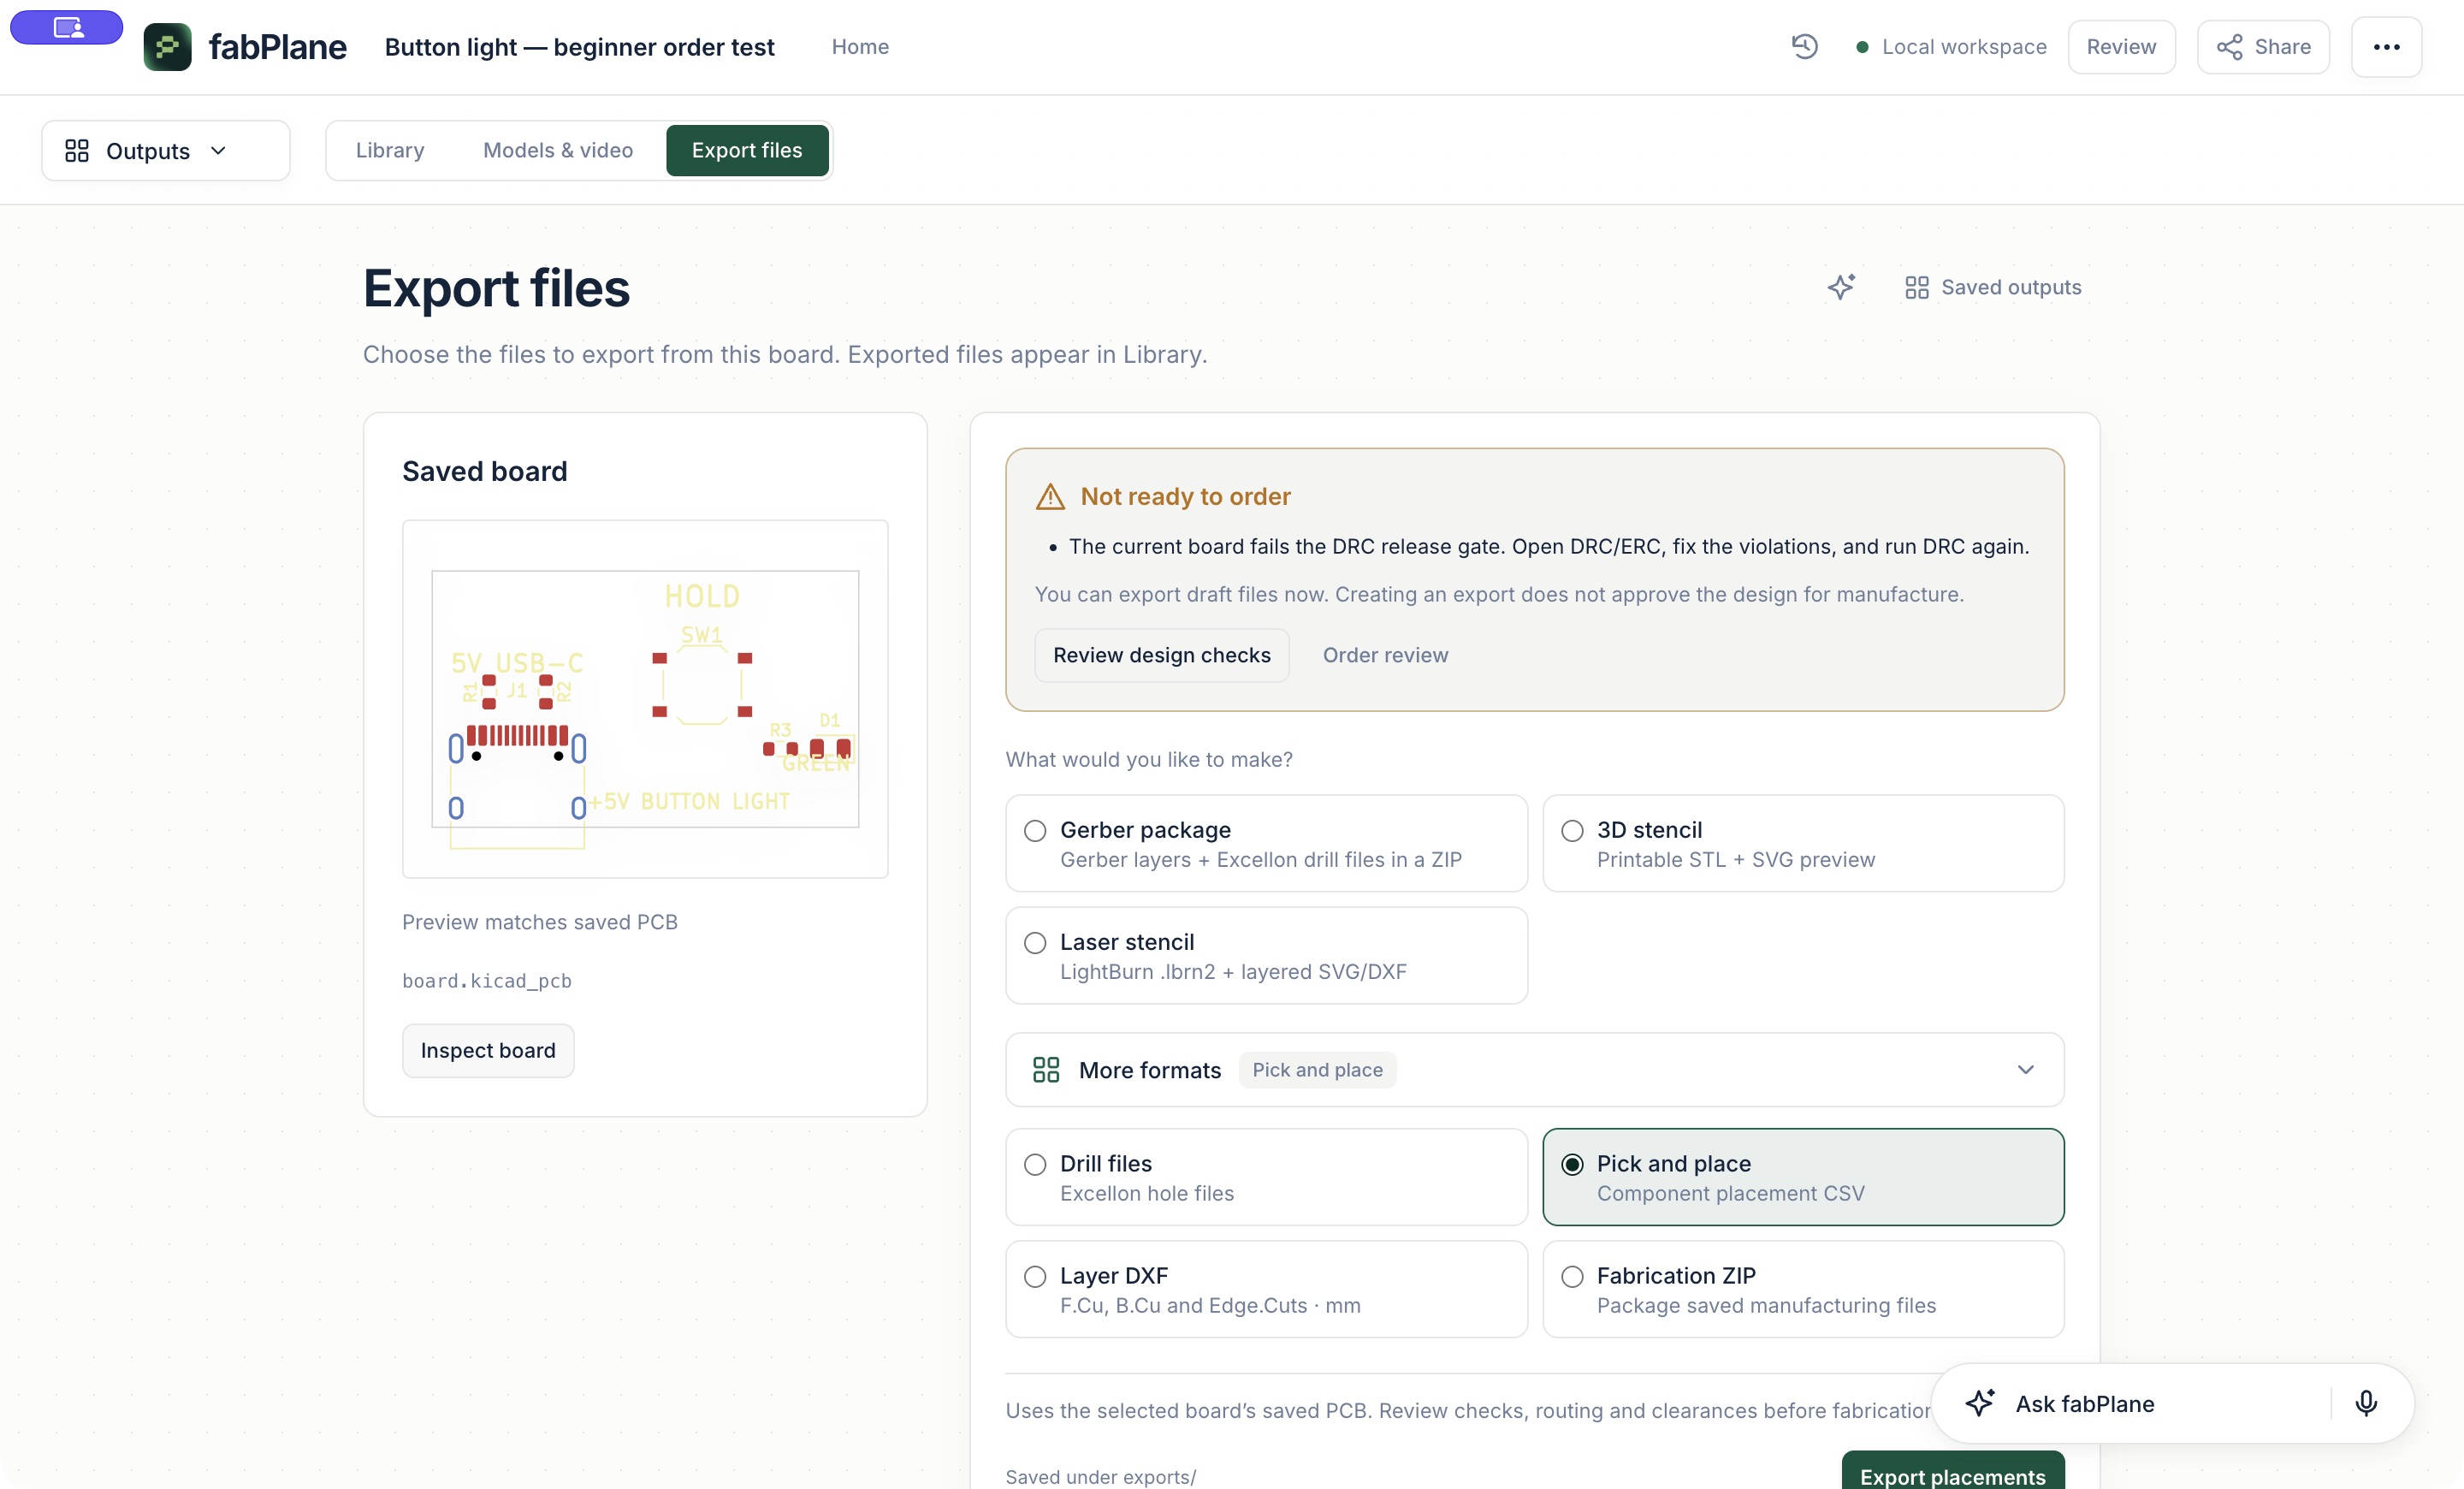 fabPlane
Button light — beginner order test
Home
Local workspace
Review
Share
Outputs
Library
Models & video
Export files
Export files
Saved outputs
Choose the files to export from this board. Exported files appear in Library.
Saved board
HOLD
SW1
5V USB-C
R1
J1
R2
R3
D1
GREEN
+5V BUTTON LIGHT
Preview matches saved PCB
board.kicad_pcb
Inspect board
Not ready to order
• The current board fails the DRC release gate. Open DRC/ERC, fix the violations, and run DRC again.
You can export draft files now. Creating an export does not approve the design for manufacture.
Review design checks
Order review
What would you like to make?
Gerber package
Gerber layers + Excellon drill files in a ZIP
3D stencil
Printable STL + SVG preview
Laser stencil
LightBurn .lbrn2 + layered SVG/DXF
More formats
Pick and place
Drill files
Excellon hole files
Pick and place
Component placement CSV
Layer DXF
F.Cu, B.Cu and Edge.Cuts · mm
Fabrication ZIP
Package saved manufacturing files
Uses the selected board’s saved PCB. Review checks, routing and clearances before fabrication
Ask fabPlane
Saved under exports/
Export placements